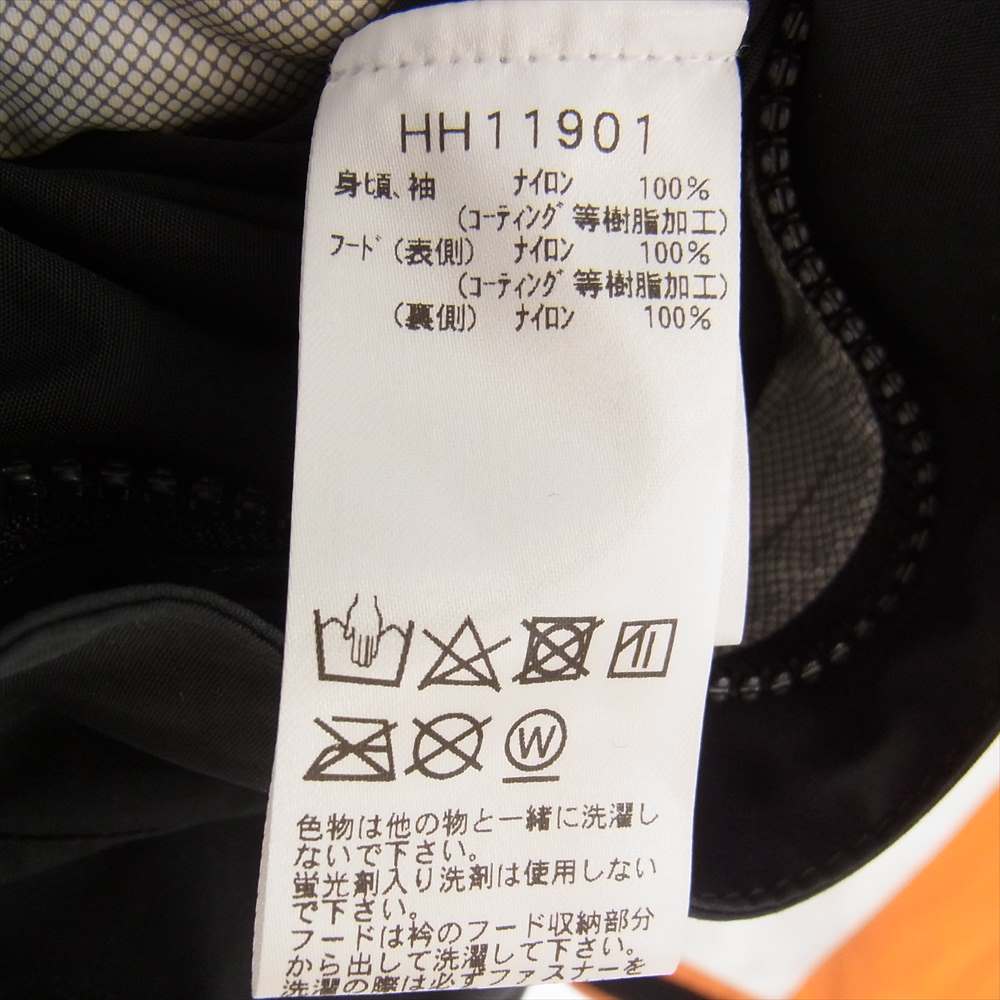 HH11901
身頃、袖 ナイロン 100%
(コーティング等樹脂加工)
フード(表側) ナイロン 100%
(コーティング等樹脂加工)
(裏側) ナイロン 100%
W
色物は他の物と一緒に洗濯し
ないで下さい。
蛍光剤入り洗剤は使用しない
で下さい。
フードは衿のフード収納部分
から出して洗濯して下さい。
洗濯の際は必ずファスナーを